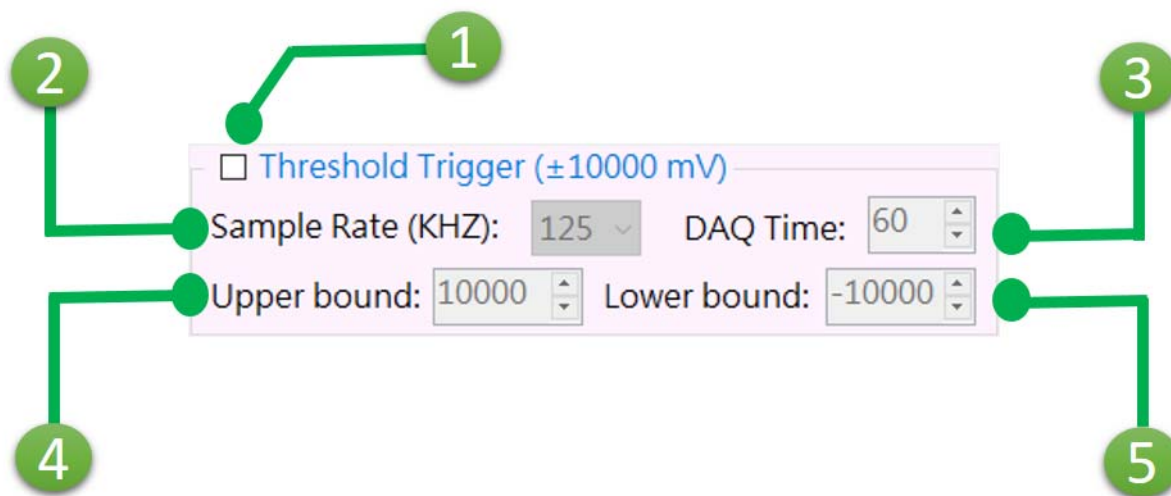 1
2
3
Threshold Trigger (±10000 mV)
Sample Rate (KHZ): 125 DAQ Time: 60
Upper bound: 10000 Lower bound: -10000
4
5